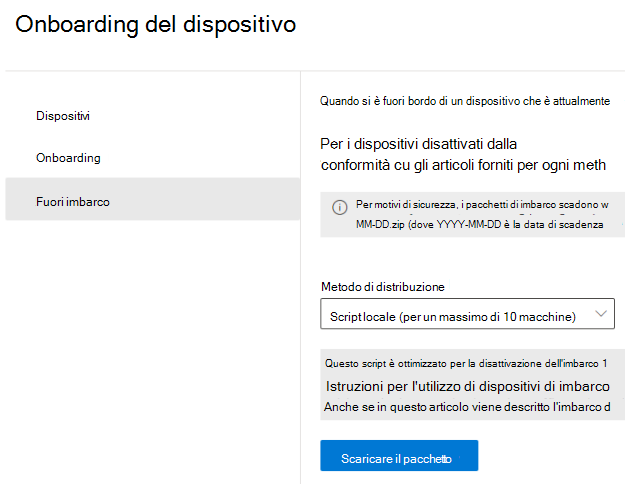 Onboarding del dispositivo
Dispositivi
Onboarding
Fuori imbarco
Quando si è fuori bordo di un dispositivo che è attualmente
Per i dispositivi disattivati dalla
conformità cu gli articoli forniti per ogni meth
Per motivi di sicurezza, i pacchetti di imbarco scadono w
MM-DD.zip (dove YYYY-MM-DD è la data di scadenza
Metodo di distribuzione
Script locale (per un massimo di 10 macchine)
Questo script è ottimizzato per la disattivazione dell'imbarco 1
Istruzioni per l'utilizzo di dispositivi di imbarco
Anche se in questo articolo viene descritto l'imbarco d
Scaricare il pacchetto